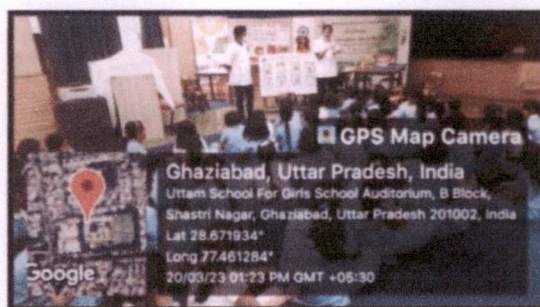 GPS Map Camera
Ghaziabad, Uttar Pradesh, India
Uttam School For Girls School Auditorium, B Block,
Shastri Nagar, Ghaziabad, Uttar Pradesh 201002, India
Lat 28.671934°
Long 77.461284°
20/03/23 01:23 PM GMT +05:30
Google